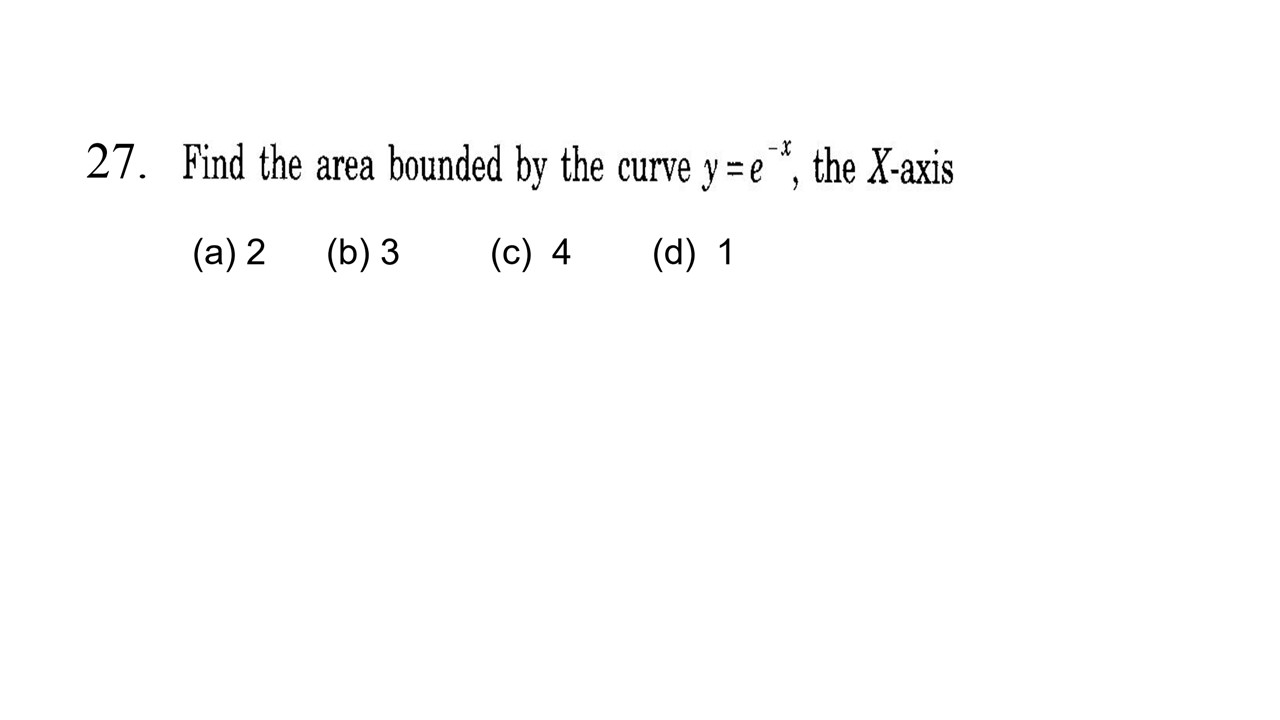 27. Find the area bounded by the curve y = e⁻ˣ, the X-axis
(a) 2 (b) 3 (c) 4 (d) 1